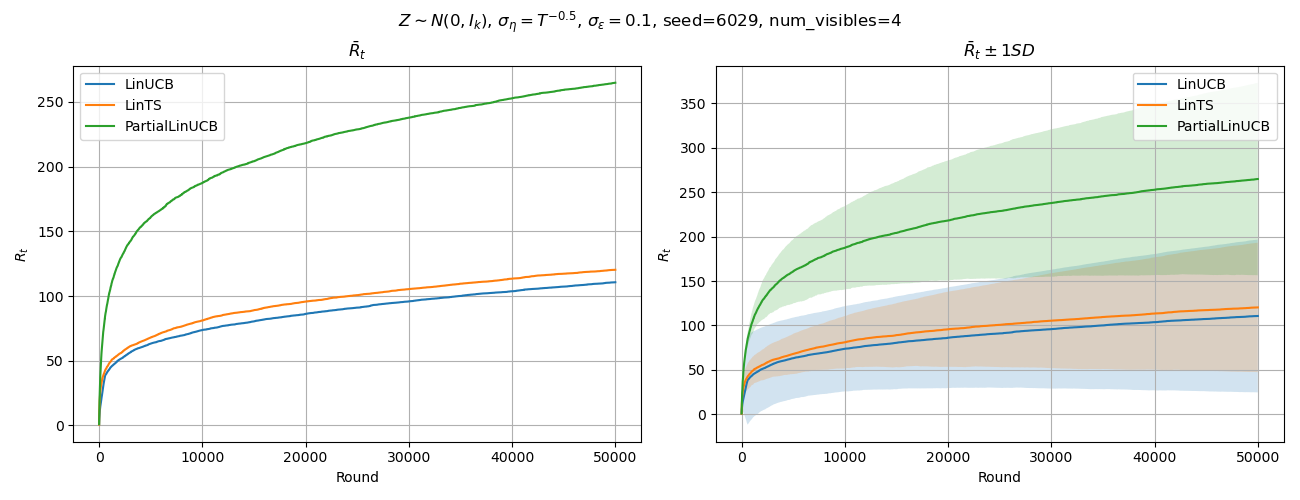 Z ∼ N(0, I_k), σ_η = T^{−0.5}, σ_ε = 0.1, seed=6029, num_visibles=4
R̄_t
LinUCB
LinTS
PartialLinUCB
R_t
250
200
150
100
50
0
0 10000 20000 30000 40000 50000
Round
R̄_t ± 1SD
LinUCB
LinTS
PartialLinUCB
R_t
350
300
250
200
150
100
50
0
0 10000 20000 30000 40000 50000
Round